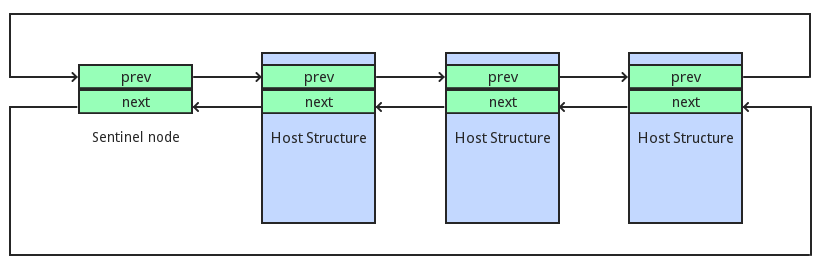 prev
next
Sentinel node
prev
next
Host Structure
prev
next
Host Structure
prev
next
Host Structure